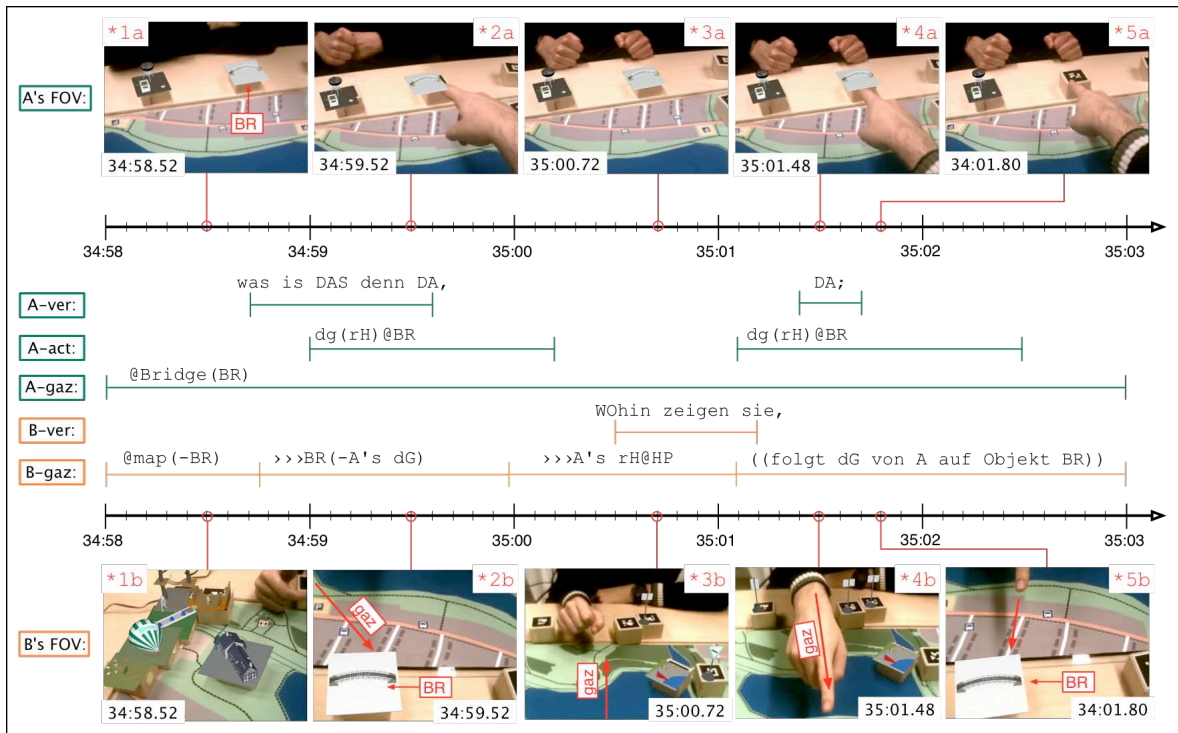 *1a *2a *3a *4a *5a
A's FOV:
BR
34:58.52 34:59.52 35:00.72 35:01.48 34:01.80
34:58 34:59 35:00 35:01 35:02 35:03
was is DAS denn DA, DA;
A-ver:
dg(rH)@BR dg(rH)@BR
A-act:
@Bridge(BR)
A-gaz:
WOhin zeigen sie,
B-ver:
@map(-BR) ›››BR(-A's dG) ›››A's rH@HP ((folgt dG von A auf Objekt BR))
B-gaz:
34:58 34:59 35:00 35:01 35:02 35:03
*1b *2b *3b *4b *5b
gaz gaz gaz
B's FOV:
BR BR
34:58.52 34:59.52 35:00.72 35:01.48 34:01.80